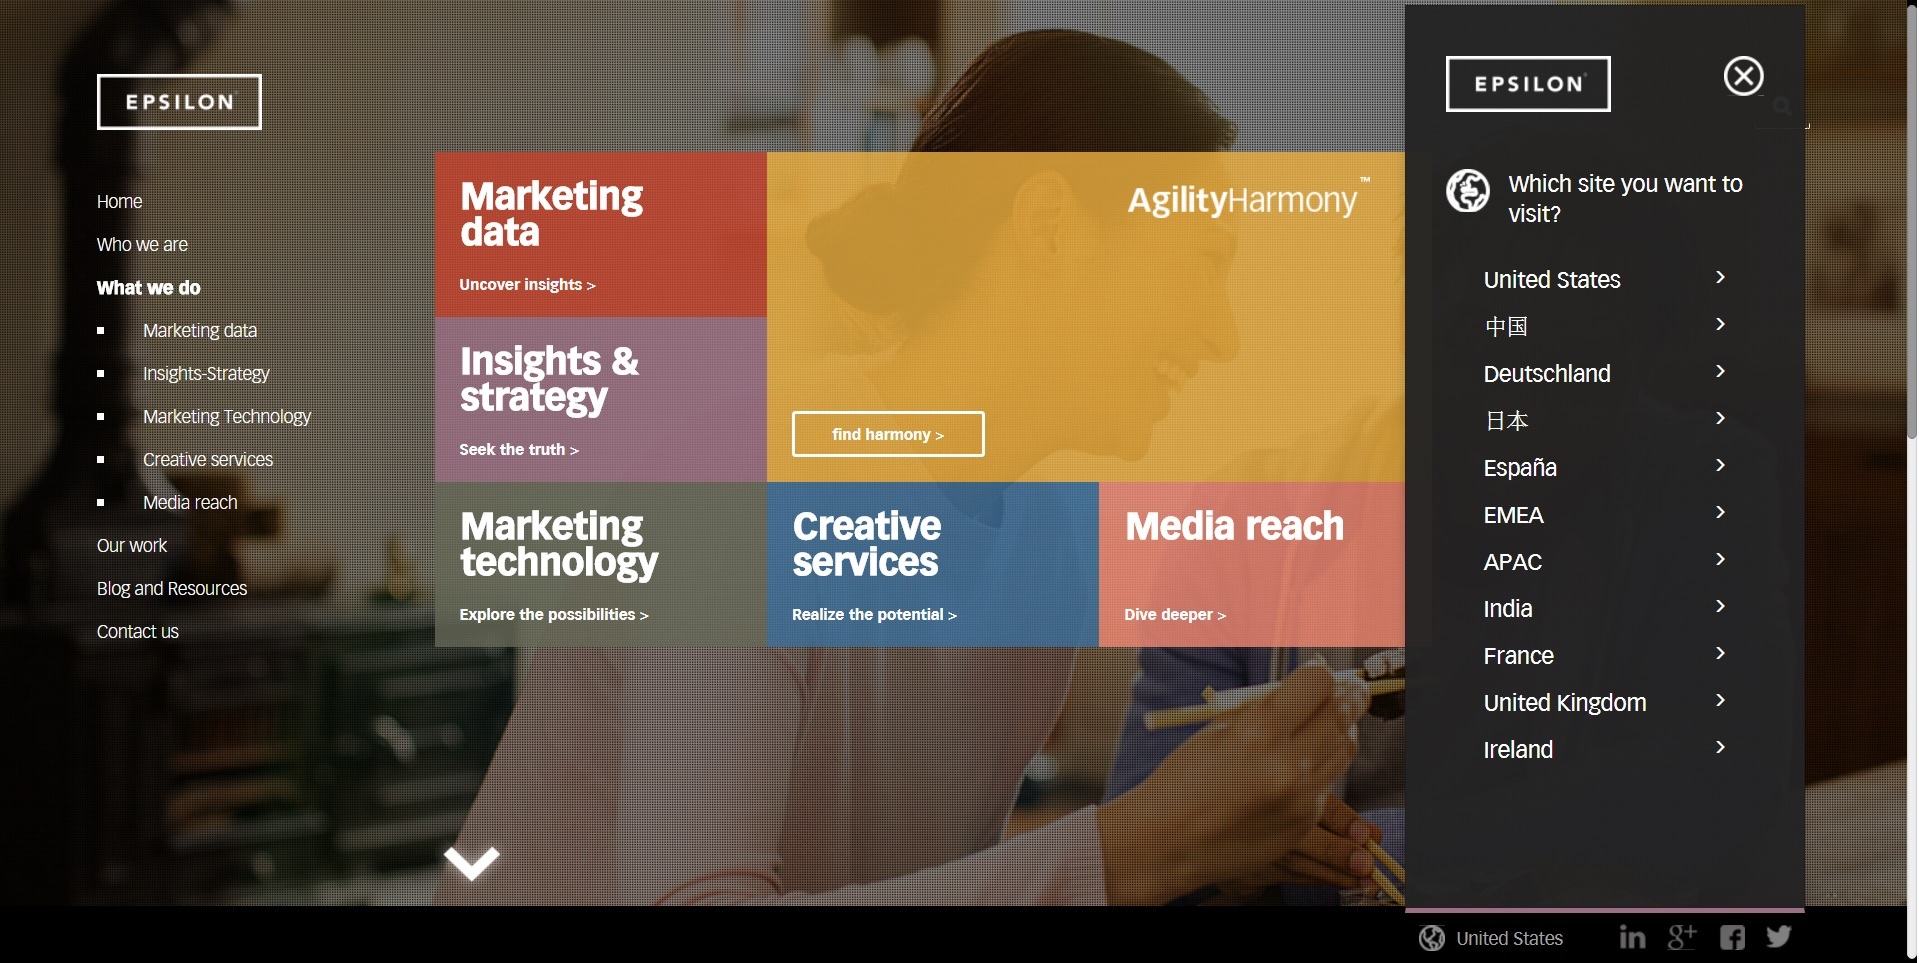 EPSILON
Home
Who we are
What we do
Marketing data
Insights-Strategy
Marketing Technology
Creative services
Media reach
Our work
Blog and Resources
Contact us
Marketing
data
Uncover insights >
AgilityHarmony™
find harmony >
Insights &
strategy
Seek the truth >
Marketing
technology
Explore the possibilities >
Creative
services
Realize the potential >
Media reach
Dive deeper >
EPSILON
Which site you want to
visit?
United States
中国
Deutschland
日本
España
EMEA
APAC
India
France
United Kingdom
Ireland
United States
in
g+
f